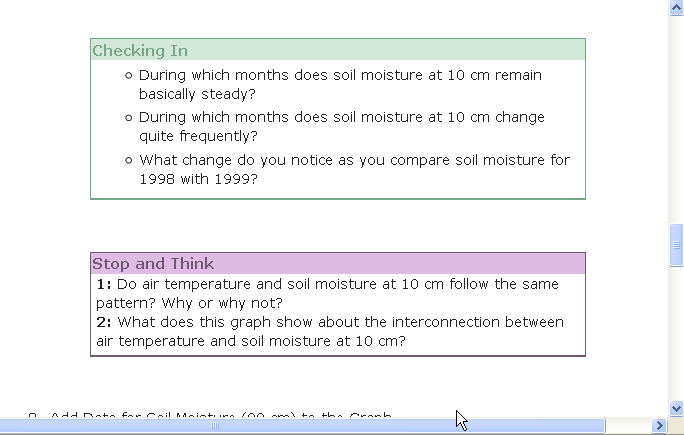 Checking In
During which months does soil moisture at 10 cm remain
basically steady?
During which months does soil moisture at 10 cm change
quite frequently?
What change do you notice as you compare soil moisture for
1998 with 1999?
Stop and Think
1: Do air temperature and soil moisture at 10 cm follow the same
pattern? Why or why not?
2: What does this graph show about the interconnection between
air temperature and soil moisture at 10 cm?
Add Data for Soil Moisture (90 cm) to the Graph